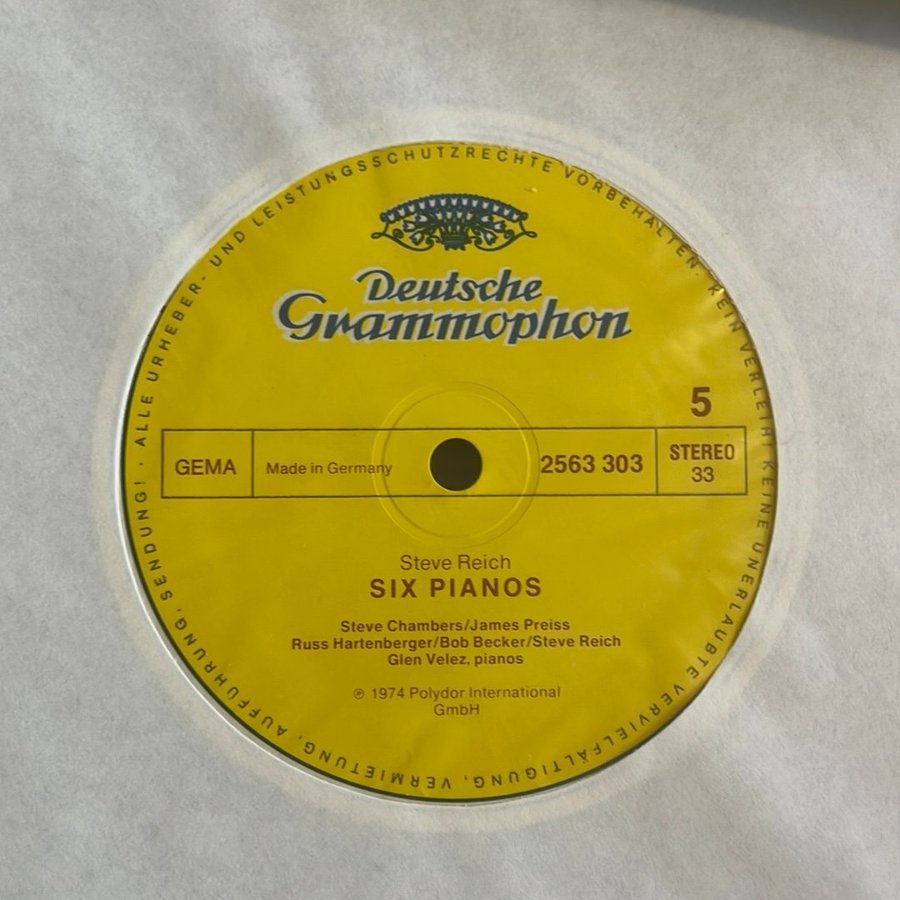 ALLE URHEBER- UND LEISTUNGSSCHUTZRECHTE VORBEHALTEN· KEIN VERLEIH! KEINE UNERLAUBTE VERVIELFÄLTIGUNG, VERMIETUNG, AUFFÜHRUNG, SENDUNG! ·
Deutsche
Grammophon
5
GEMA
Made in Germany
2563 303
STEREO
33
Steve Reich
SIX PIANOS
Steve Chambers/James Preiss
Russ Hartenberger/Bob Becker/Steve Reich
Glen Velez, pianos
℗ 1974 Polydor International
GmbH